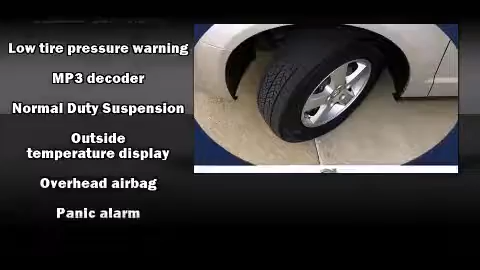 Low tire pressure warning
MP3 decoder
Normal Duty Suspension
Outside
temperature display
Overhead airbag
Panic alarm